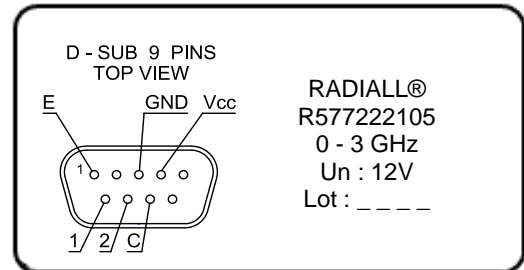 D - SUB 9 PINS
TOP VIEW
E GND Vcc
1
1 2 C
RADIALL®
R577222105
0 - 3 GHz
Un : 12V
Lot : _ _ _ _